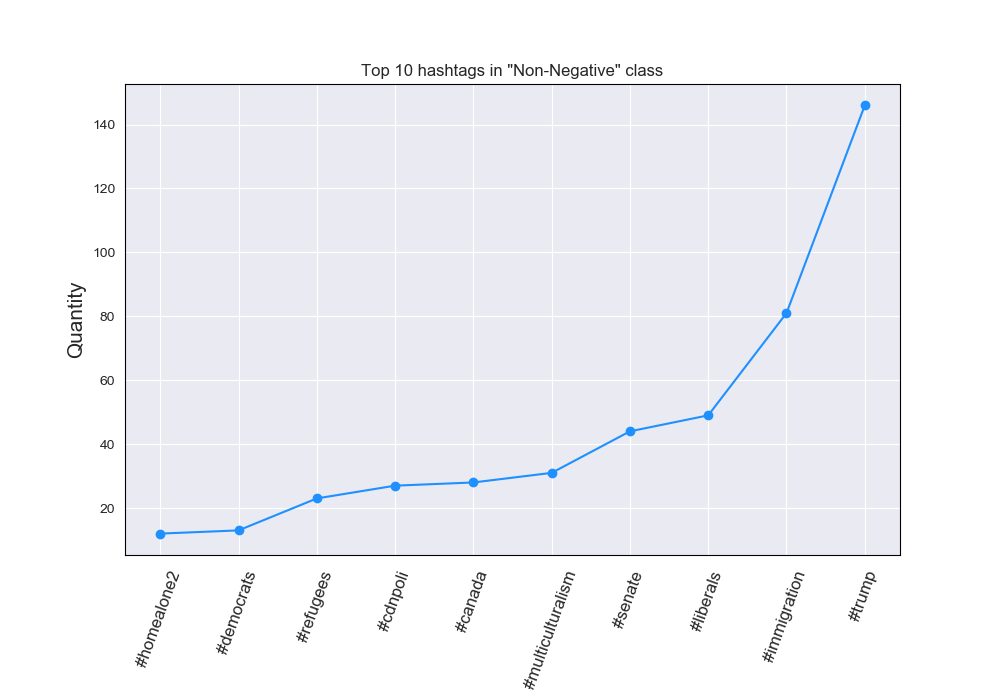 Top 10 hashtags in "Non-Negative" class
Quantity
140
120
100
80
60
40
20
#homealone2
#democrats
#refugees
#cdnpoli
#canada
#multiculturalism
#senate
#liberals
#immigration
#trump